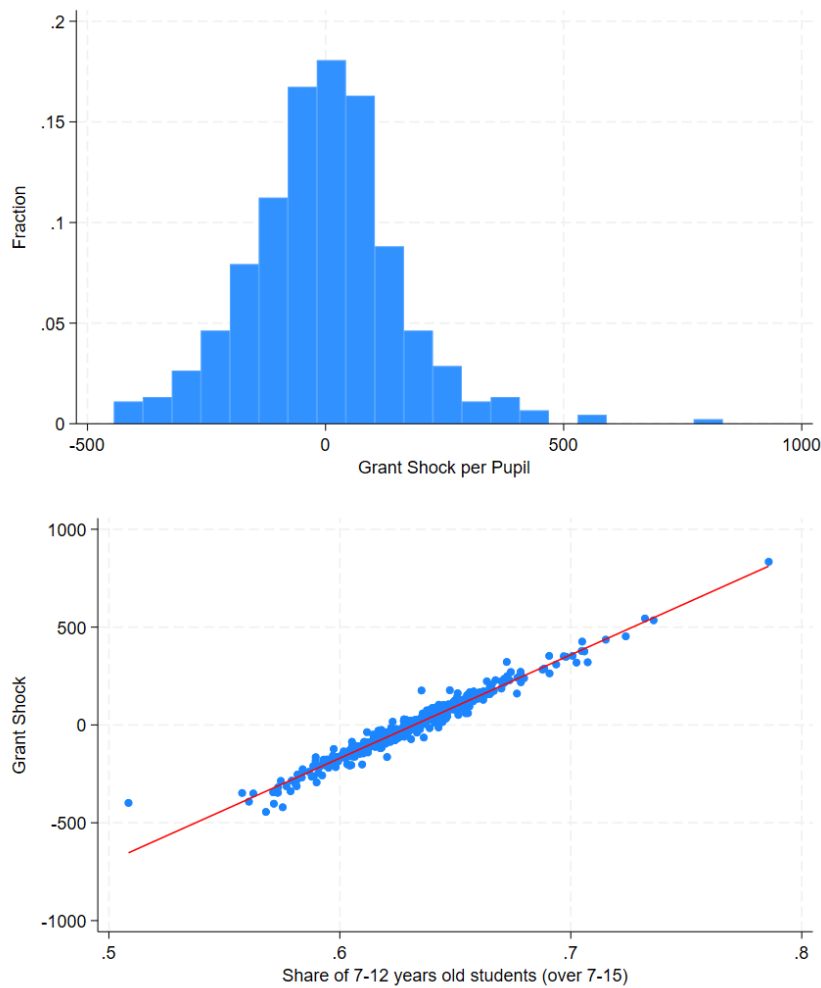 .2
.15
.1
.05
0
Fraction
-500 0 500 1000
Grant Shock per Pupil
1000
500
0
-500
-1000
Grant Shock
.5 .6 .7 .8
Share of 7-12 years old students (over 7-15)